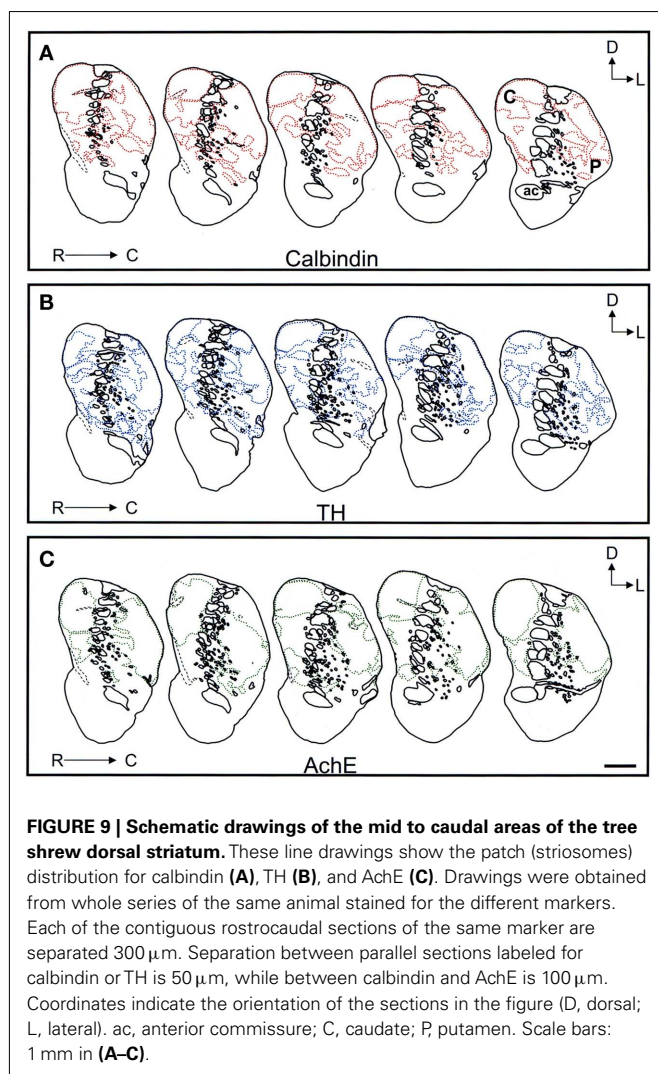 A
D
L
C
P
ac
R C
Calbindin
B
D
L
R C
TH
C
D
L
R C
AchE
FIGURE 9 | Schematic drawings of the mid to caudal areas of the tree
shrew dorsal striatum. These line drawings show the patch (striosomes)
distribution for calbindin (A), TH (B), and AchE (C). Drawings were obtained
from whole series of the same animal stained for the different markers.
Each of the contiguous rostrocaudal sections of the same marker are
separated 300 μm. Separation between parallel sections labeled for
calbindin or TH is 50 μm, while between calbindin and AchE is 100 μm.
Coordinates indicate the orientation of the sections in the figure (D, dorsal;
L, lateral). ac, anterior commissure; C, caudate; P, putamen. Scale bars:
1 mm in (A–C).